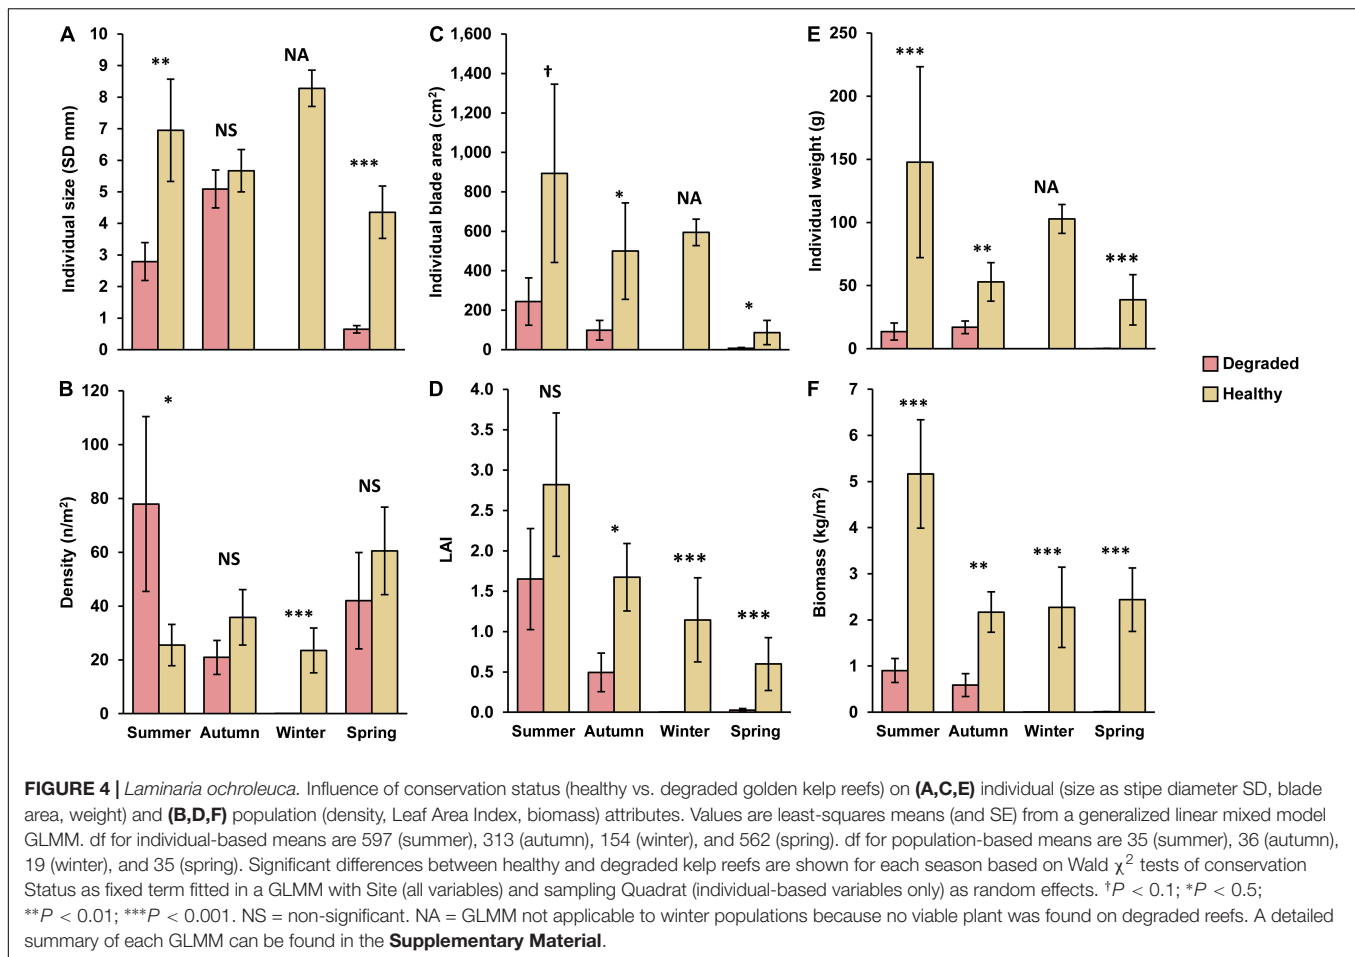 A
10
9
8
7
6
5
4
3
2
1
0
Individual size (SD mm)
**
NS
NA
***
C
1,600
1,400
1,200
1,000
800
600
400
200
0
Individual blade area (cm²)
†
*
NA
*
E
250
200
150
100
50
0
Individual weight (g)
***
**
NA
***
B
120
100
80
60
40
20
0
Density (n/m²)
*
NS
***
NS
Summer Autumn Winter Spring
D
4.0
3.5
3.0
2.5
2.0
1.5
1.0
0.5
0.0
LAI
NS
*
***
***
Summer Autumn Winter Spring
F
7
6
5
4
3
2
1
0
Biomass (kg/m²)
***
**
***
***
Summer Autumn Winter Spring
Degraded
Healthy
FIGURE 4 | Laminaria ochroleuca. Influence of conservation status (healthy vs. degraded golden kelp reefs) on (A,C,E) individual (size as stipe diameter SD, blade
area, weight) and (B,D,F) population (density, Leaf Area Index, biomass) attributes. Values are least-squares means (and SE) from a generalized linear mixed model
GLMM. df for individual-based means are 597 (summer), 313 (autumn), 154 (winter), and 562 (spring). df for population-based means are 35 (summer), 36 (autumn),
19 (winter), and 35 (spring). Significant differences between healthy and degraded kelp reefs are shown for each season based on Wald χ² tests of conservation
Status as fixed term fitted in a GLMM with Site (all variables) and sampling Quadrat (individual-based variables only) as random effects. †P < 0.1; *P < 0.5;
**P < 0.01; ***P < 0.001. NS = non-significant. NA = GLMM not applicable to winter populations because no viable plant was found on degraded reefs. A detailed
summary of each GLMM can be found in the Supplementary Material.